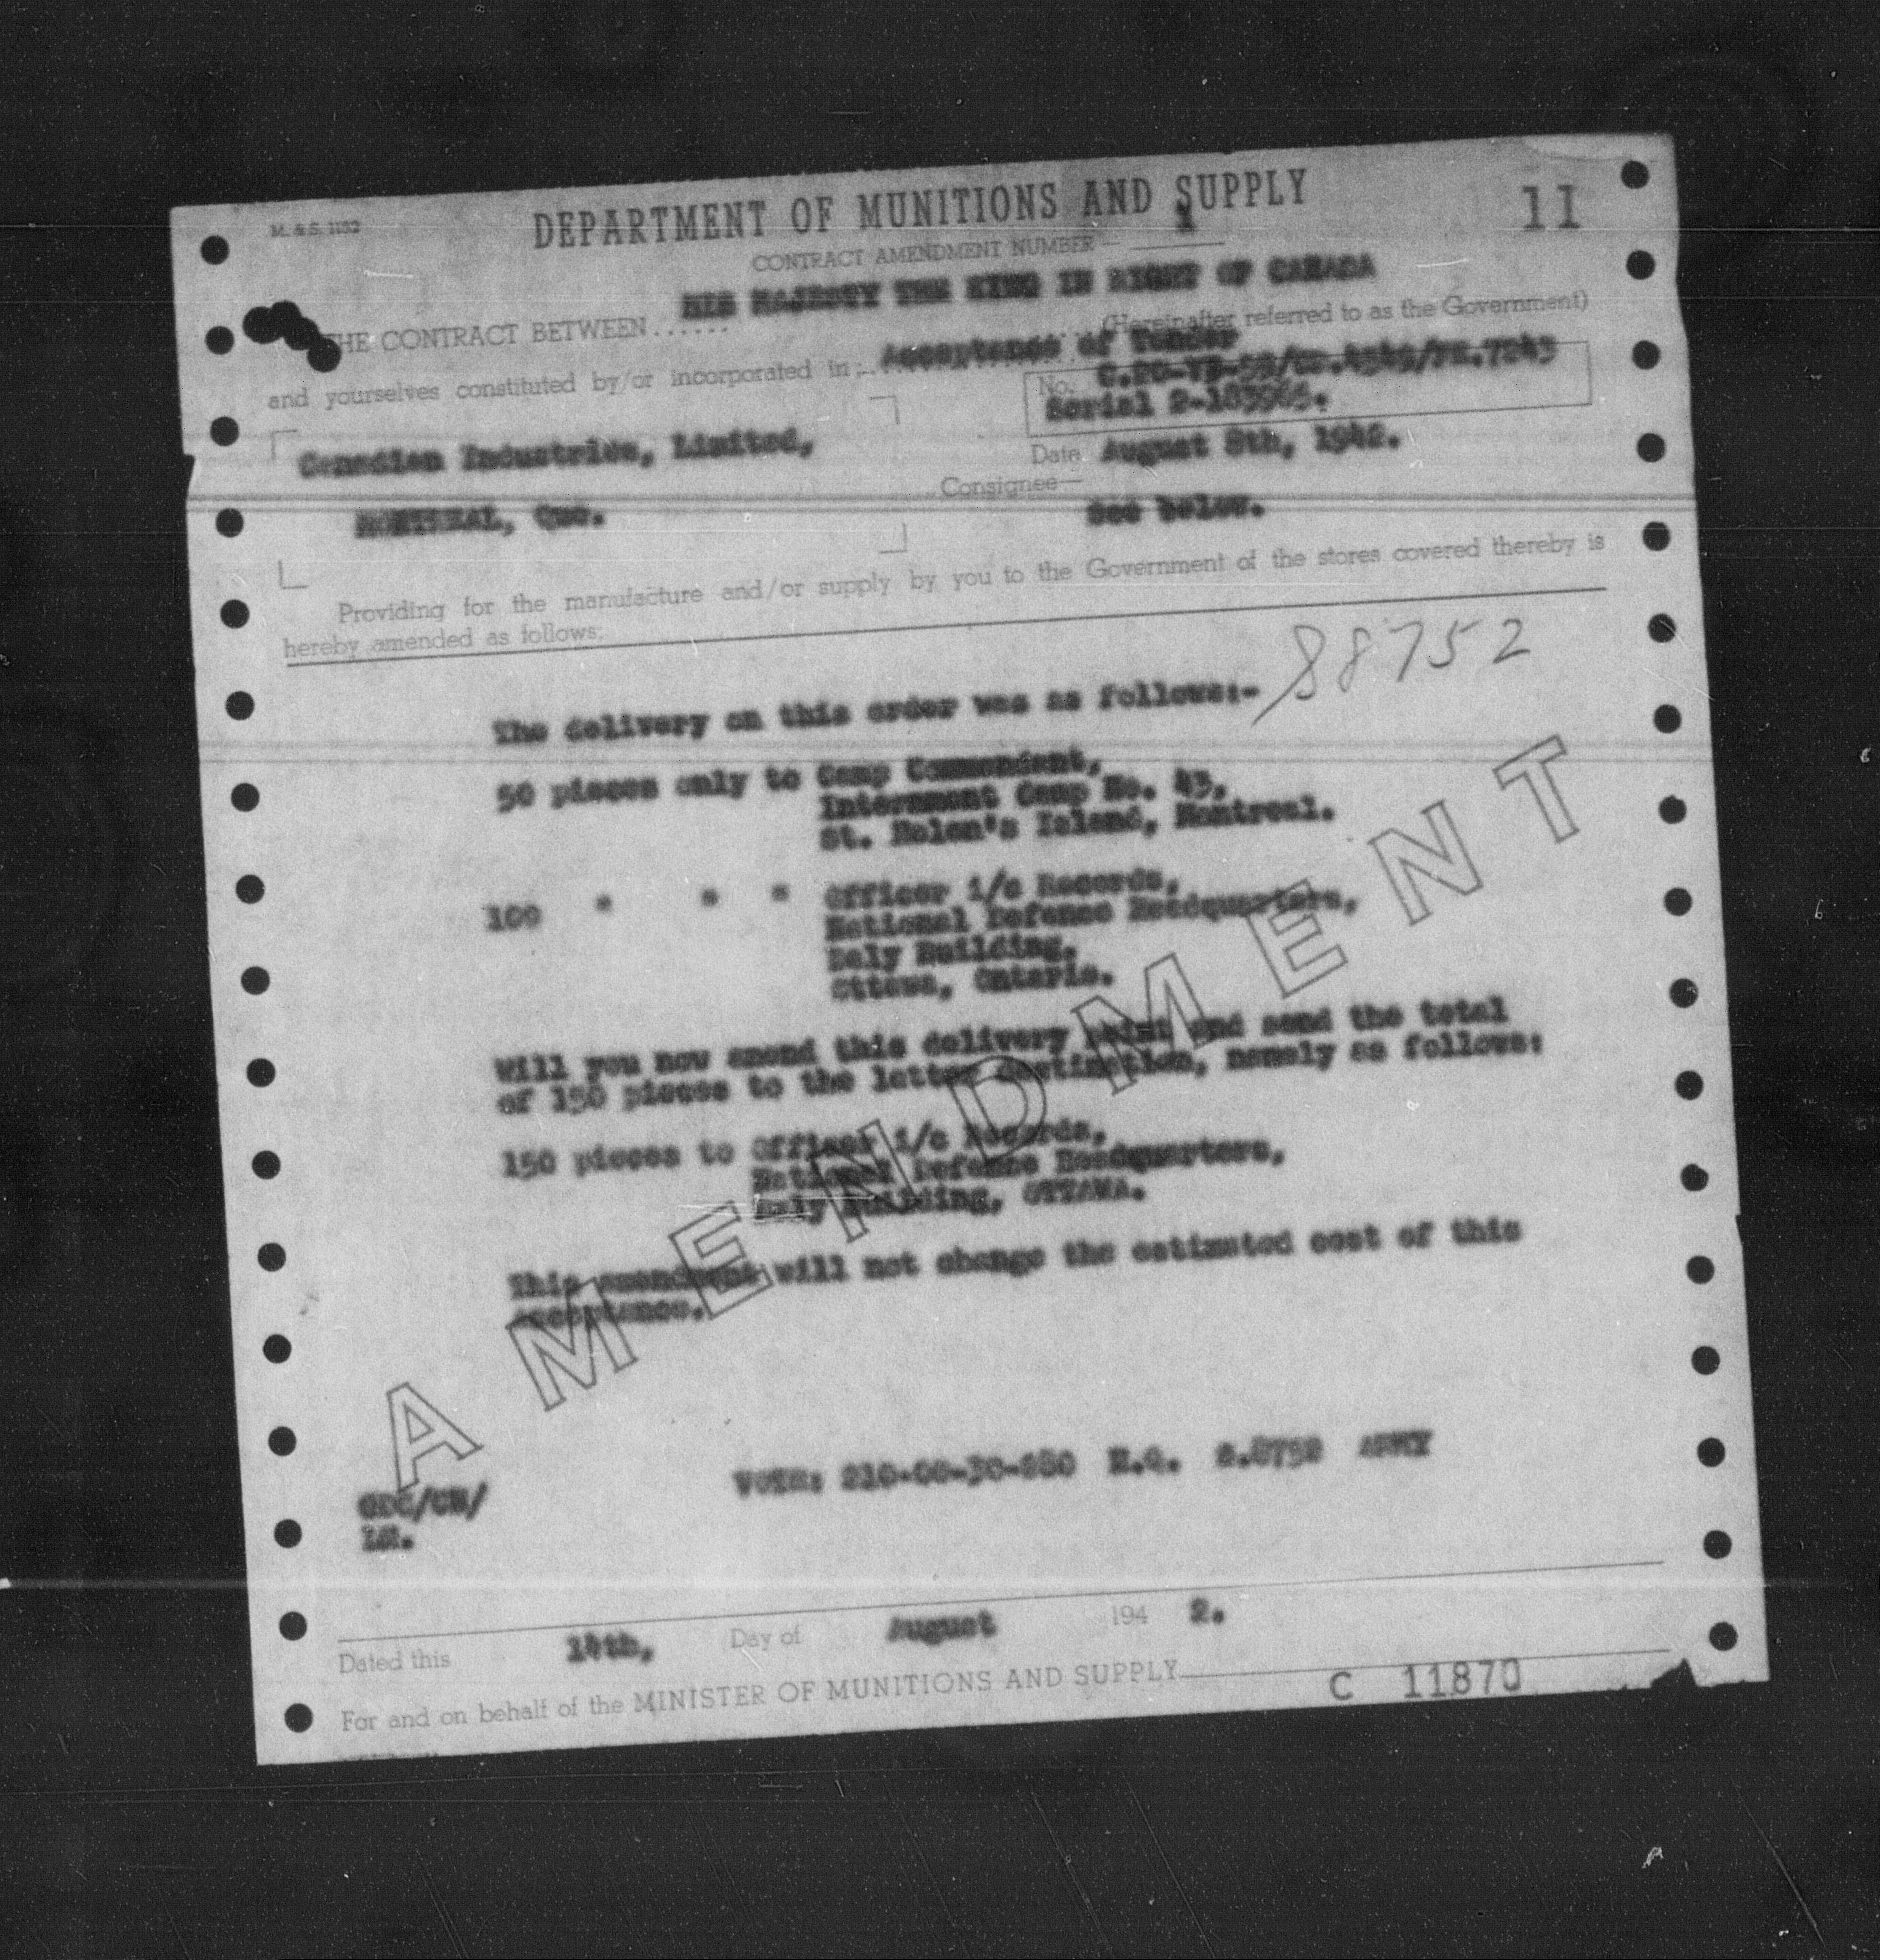 M. & S. 1132
DEPARTMENT OF MUNITIONS AND SUPPLY
11
CONTRACT AMENDMENT NUMBER — 1
HIS MAJESTY THE KING IN RIGHT OF CANADA
THE CONTRACT BETWEEN ......
(Hereinafter referred to as the Government)
and yourselves constituted by/or incorporated in
Acceptance of Tender
No.
Serial 2-183965.
Canadian Industries, Limited,
Date August 8th, 1942.
Consignee—
MONTREAL, Que.
See below.
Providing for the manufacture and/or supply by you to the Government of the stores covered thereby is
hereby amended as follows:
88752
The delivery on this order was as follows:-
50 pieces only to Camp Commandant,
Internment Camp No. 43,
St. Helen's Island, Montreal.
100 " " " Officer i/c Records,
National Defence Headquarters,
Daly Building,
Ottawa, Ontario.
Will you now amend this delivery point and send the total
of 150 pieces to the latter destination, namely as follows:
150 pieces to Officer i/c Records,
National Defence Headquarters,
Daly Building, OTTAWA.
This amendment will not change the estimated cost of this
acceptance.
AMENDMENT
VOTE: ARMY
Dated this 14th, Day of August 194 2.
For and on behalf of the MINISTER OF MUNITIONS AND SUPPLY
C 11870